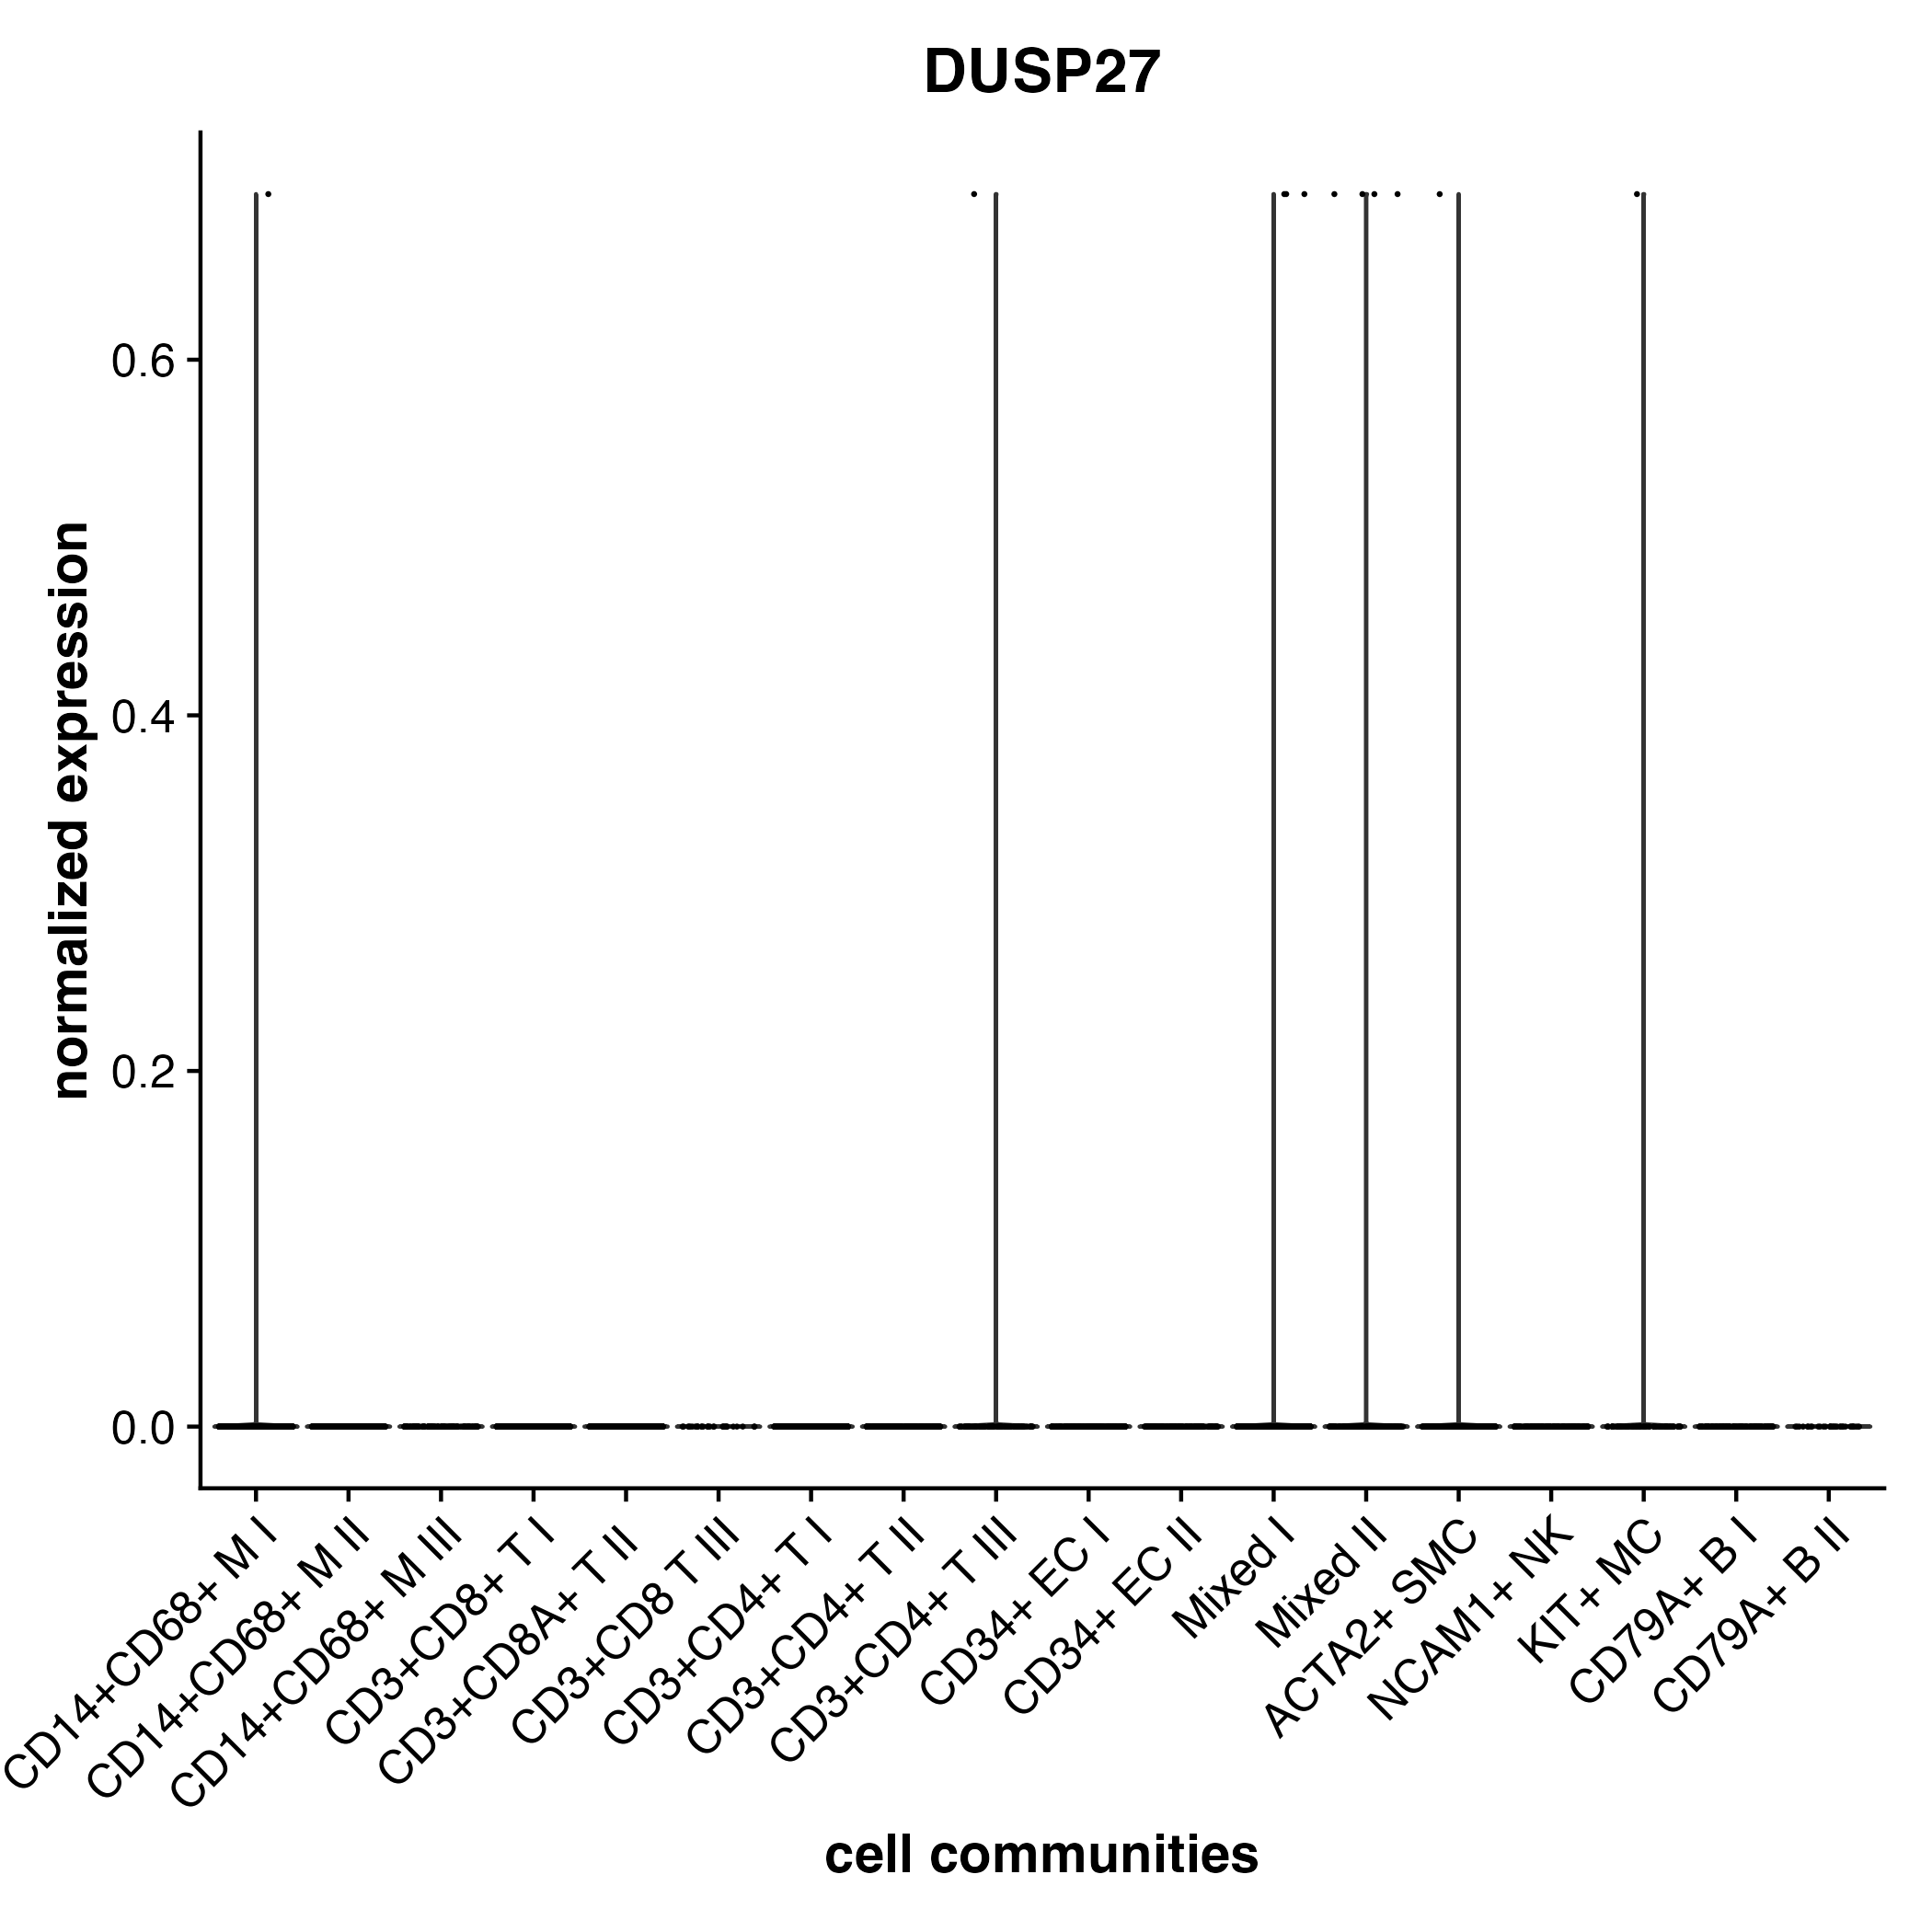 DUSP27
normalized expression
0.6
0.4
0.2
0.0
CD14+CD68+ M I
CD14+CD68+ M II
CD14+CD68+ M III
CD3+CD8+ T I
CD3+CD8A+ T II
CD3+CD8 T III
CD3+CD4+ T I
CD3+CD4+ T II
CD3+CD4+ T III
CD34+ EC I
CD34+ EC II
Mixed I
Mixed II
ACTA2+ SMC
NCAM1+ NK
KIT+ MC
CD79A+ B I
CD79A+ B II
cell communities